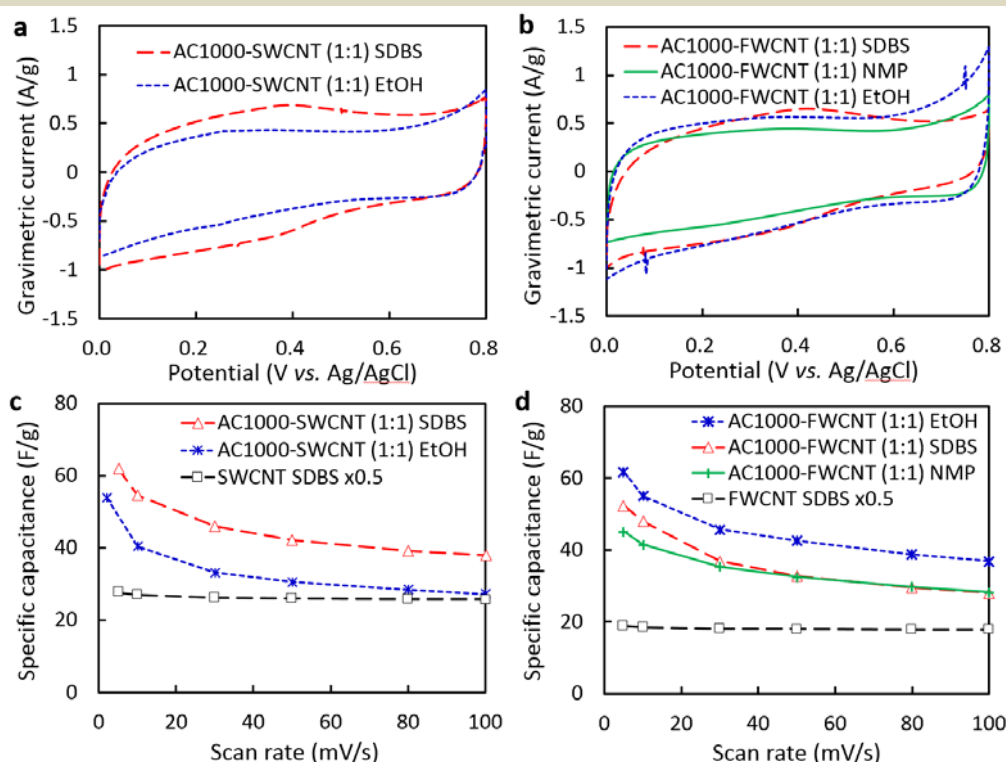 a
AC1000-SWCNT (1:1) SDBS
AC1000-SWCNT (1:1) EtOH
Gravimetric current (A/g)
1.5
1
0.5
0
-0.5
-1
-1.5
0.0 0.2 0.4 0.6 0.8
Potential (V vs. Ag/AgCl)
b
AC1000-FWCNT (1:1) SDBS
AC1000-FWCNT (1:1) NMP
AC1000-FWCNT (1:1) EtOH
Gravimetric current (A/g)
1.5
1
0.5
0
-0.5
-1
-1.5
0.0 0.2 0.4 0.6 0.8
Potential (V vs. Ag/AgCl)
c
AC1000-SWCNT (1:1) SDBS
AC1000-SWCNT (1:1) EtOH
SWCNT SDBS x0.5
Specific capacitance (F/g)
80
60
40
20
0
0 20 40 60 80 100
Scan rate (mV/s)
d
AC1000-FWCNT (1:1) EtOH
AC1000-FWCNT (1:1) SDBS
AC1000-FWCNT (1:1) NMP
FWCNT SDBS x0.5
Specific capacitance (F/g)
80
60
40
20
0
0 20 40 60 80 100
Scan rate (mV/s)